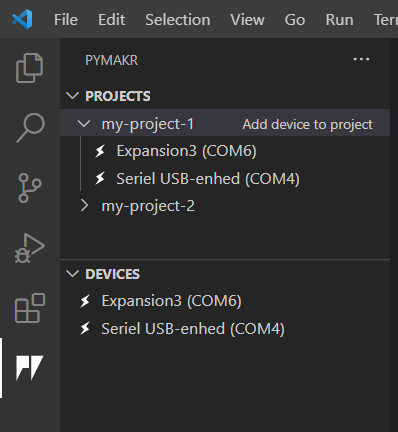 File Edit Selection View Go Run Ter
PYMAKR ...
PROJECTS
my-project-1 Add device to project
Expansion3 (COM6)
Seriel USB-enhed (COM4)
my-project-2
DEVICES
Expansion3 (COM6)
Seriel USB-enhed (COM4)